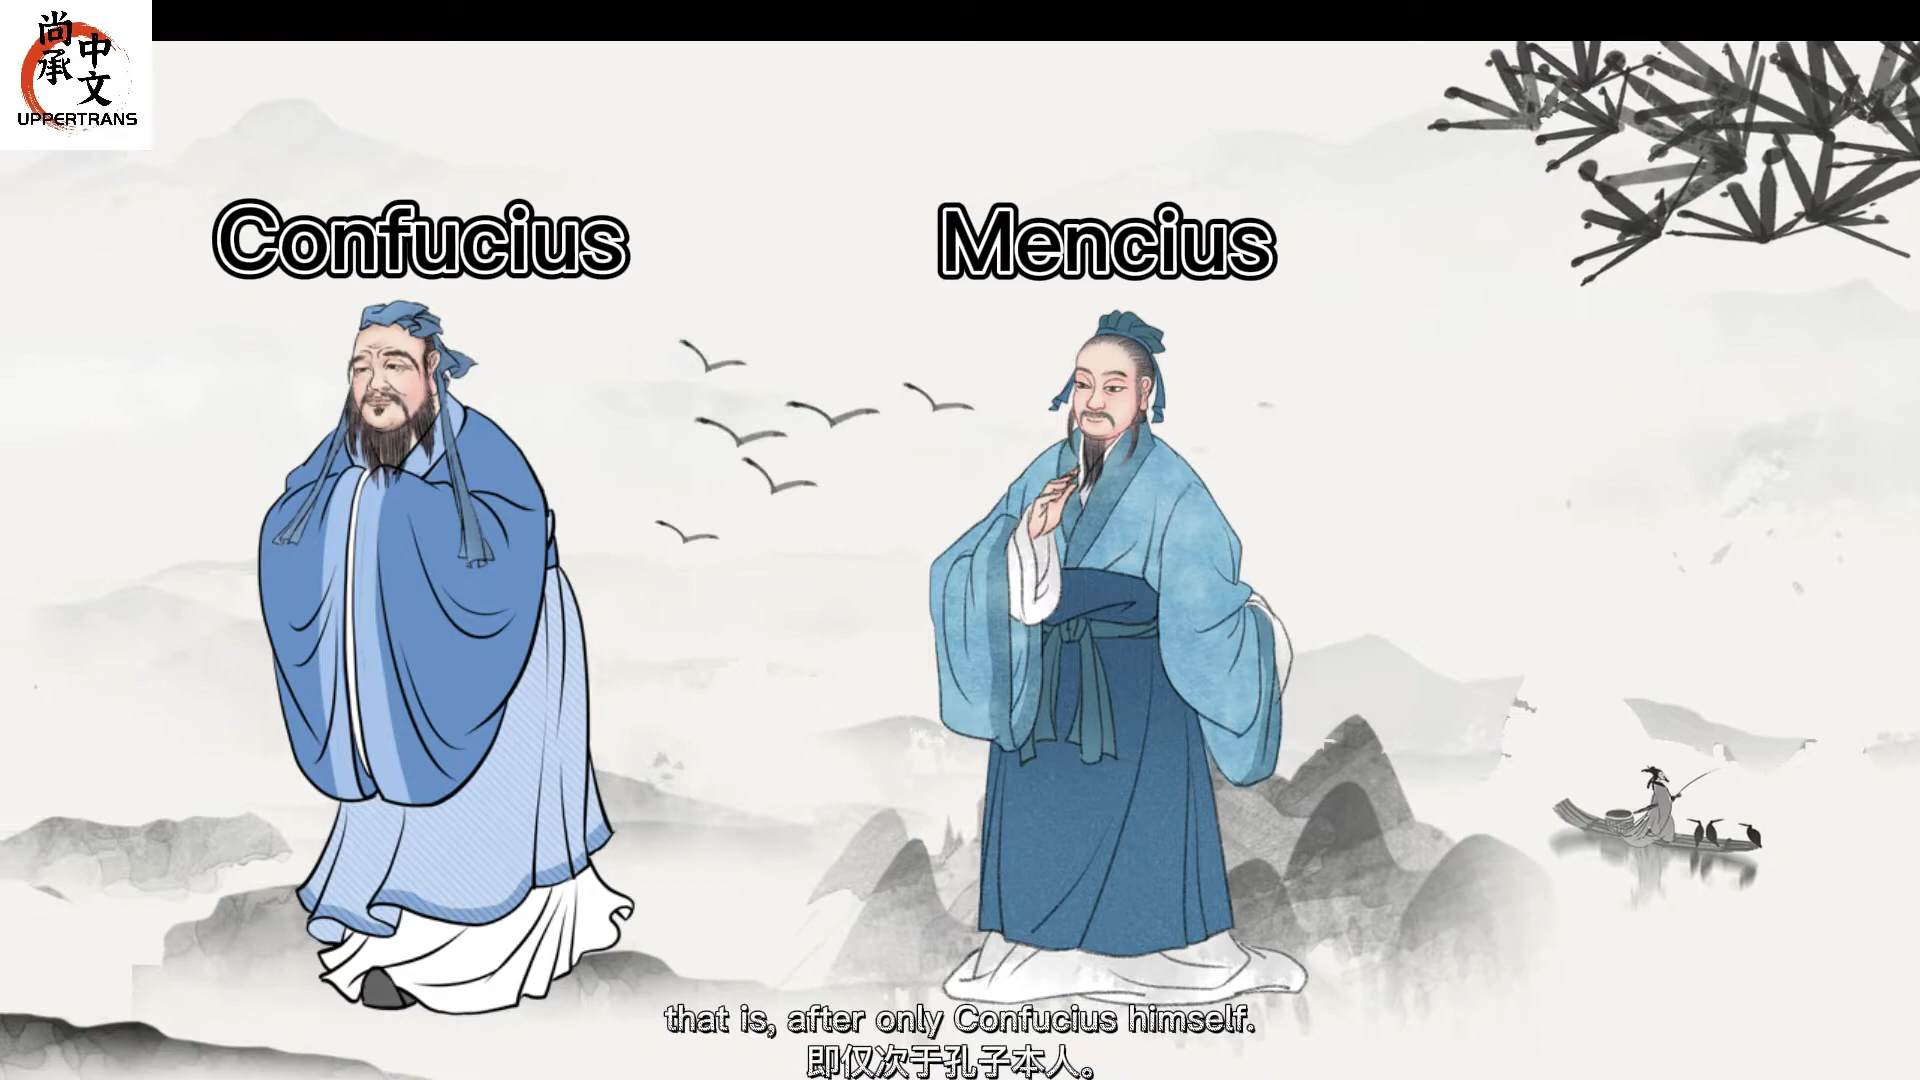 尚承
中文
UPPERTRANS
Confucius
Mencius
that is, after only Confucius himself.
即仅次于孔子本人。